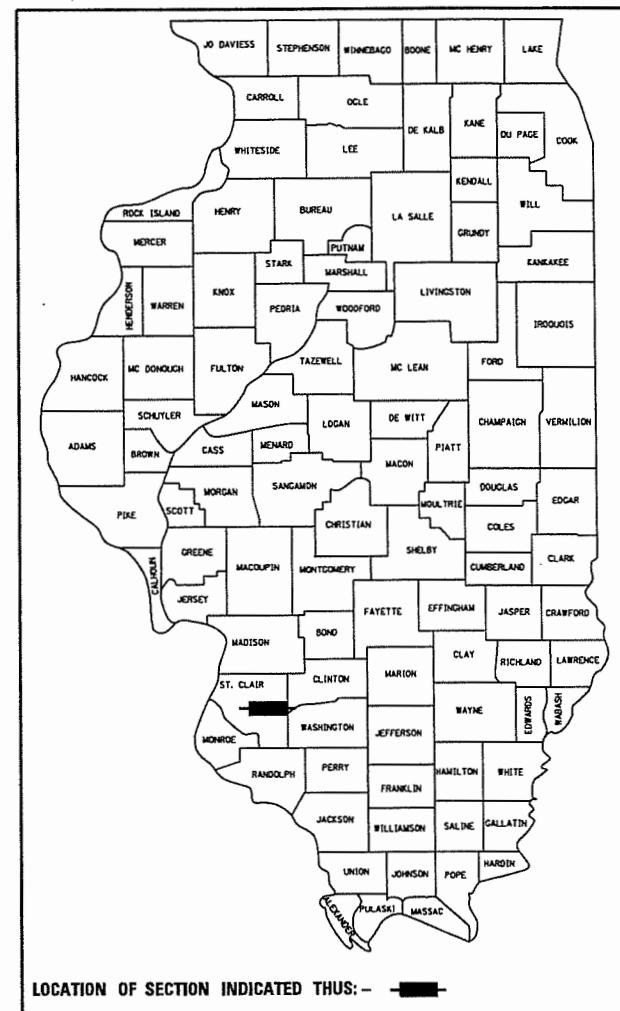 JO DAVIESS STEPHENSON WINNEBAGO BOONE MC HENRY LAKE
CARROLL OGLE DE KALB KANE DU PAGE COOK
WHITESIDE LEE KENDALL WILL
ROCK ISLAND HENRY BUREAU LA SALLE GRUNDY
MERCER PUTNAM KANKAKEE
HENDERSON WARREN KNOX STARK MARSHALL LIVINGSTON
PEORIA WOODFORD IROQUOIS
HANCOCK MC DONOUGH FULTON TAZEWELL MC LEAN FORD
SCHUYLER MASON LOGAN DE WITT CHAMPAIGN VERMILION
ADAMS BROWN CASS MENARD MACON PIATT
PIKE SCOTT MORGAN SANGAMON CHRISTIAN MOULTRIE DOUGLAS EDGAR
COLES
CALHOUN GREENE MACOUPIN MONTGOMERY SHELBY CUMBERLAND CLARK
JERSEY FAYETTE EFFINGHAM JASPER CRAWFORD
MADISON BOND CLAY RICHLAND LAWRENCE
ST. CLAIR CLINTON MARION WAYNE EDWARDS WABASH
MONROE WASHINGTON JEFFERSON
RANDOLPH PERRY FRANKLIN HAMILTON WHITE
JACKSON WILLIAMSON SALINE GALLATIN
UNION JOHNSON POPE HARDIN
ALEXANDER PULASKI MASSAC
LOCATION OF SECTION INDICATED THUS: –